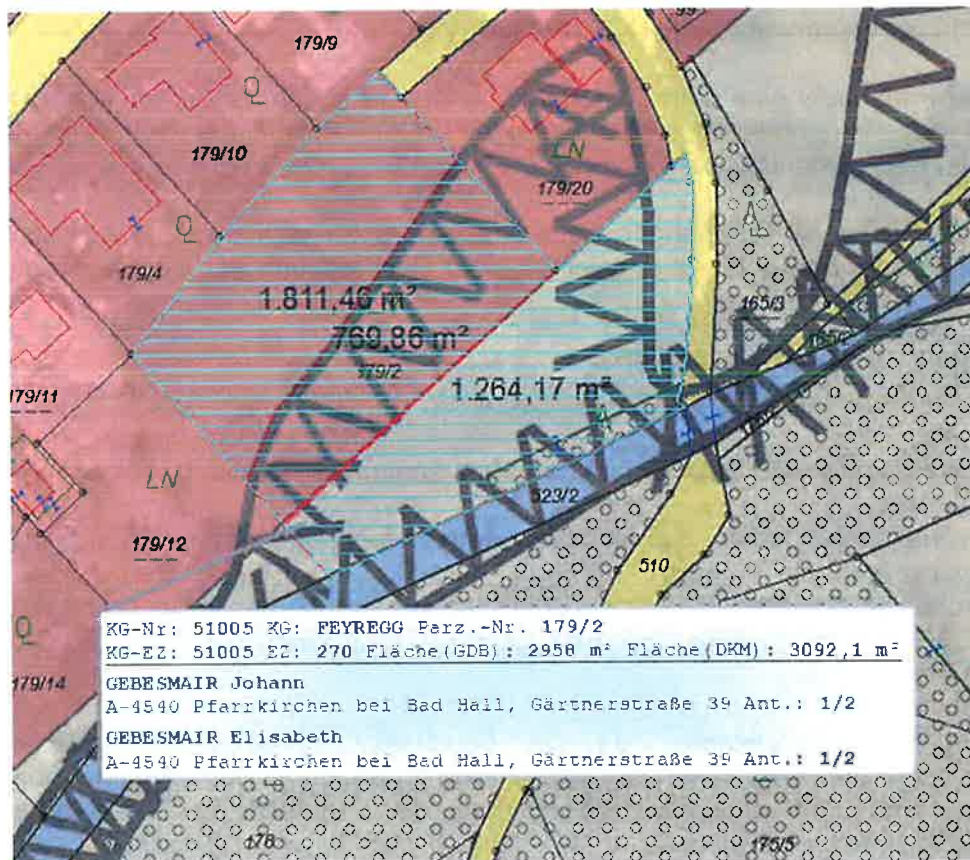 99
179/9
179/10
LN
179/20
179/4
1.811,46 m²
165/3
769,86 m²
179/2
179/11
1.264,17 m²
LN
523/2
179/12
510
KG-Nr: 51005 KG: FEYREGG Parz.-Nr. 179/2
KG-EZ: 51005 EZ: 270 Fläche(GDB): 2958 m² Fläche(DKM): 3092,1 m²
179/14
GEBESMAIR Johann
A-4540 Pfarrkirchen bei Bad Hall, Gärtnerstraße 39 Ant.: 1/2
GEBESMAIR Elisabeth
A-4540 Pfarrkirchen bei Bad Hall, Gärtnerstraße 39 Ant.: 1/2
178
175/5